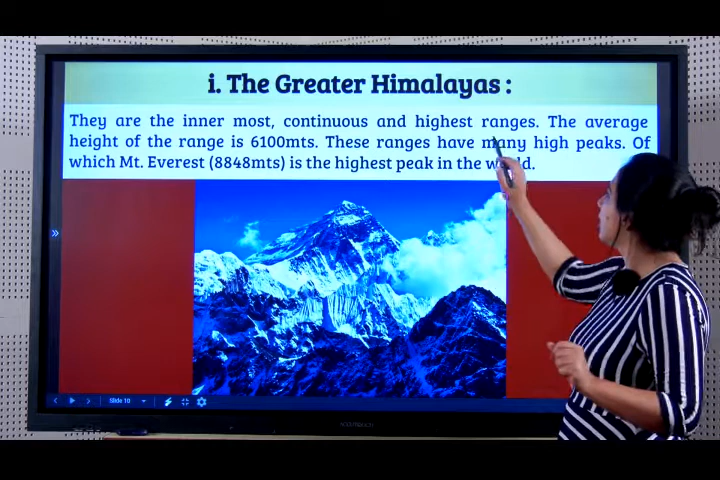 i. The Greater Himalayas :
They are the inner most, continuous and highest ranges. The average
height of the range is 6100mts. These ranges have many high peaks. Of
which Mt. Everest (8848mts) is the highest peak in the world.
Slide 10